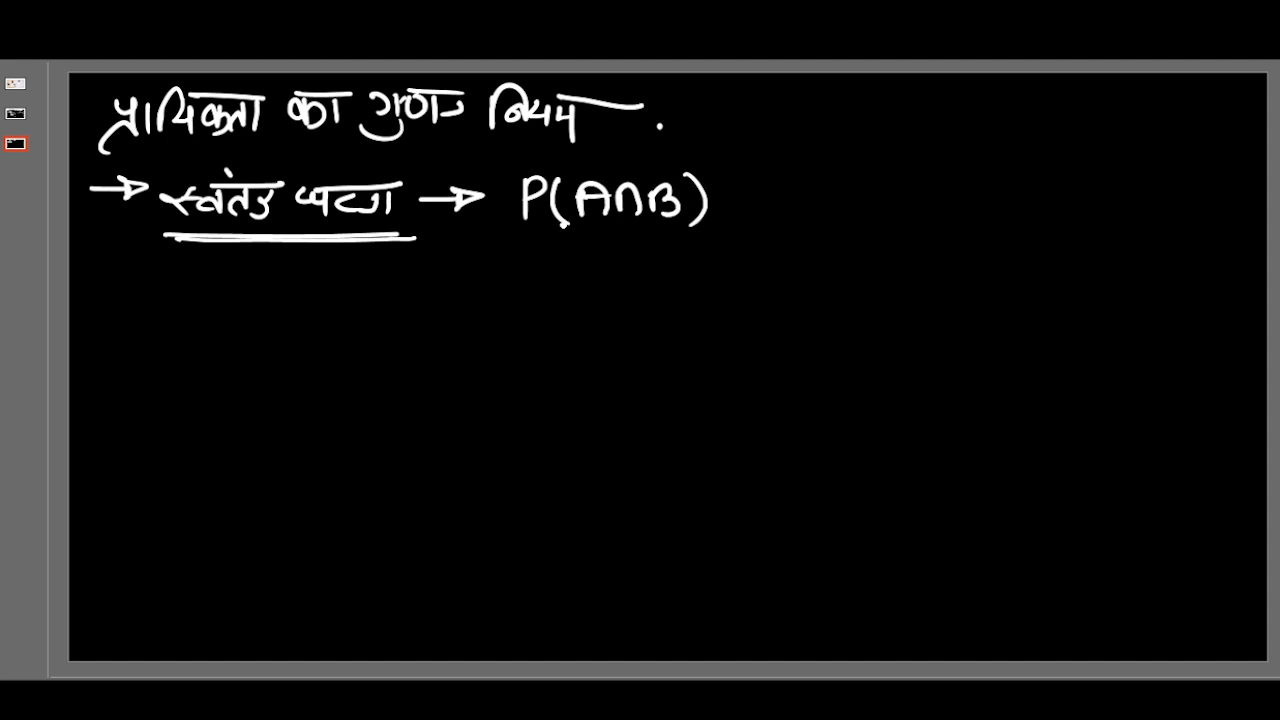 प्रायिकता का गुणन नियम .
→ स्वतंत्र घटना → P(A∩B)